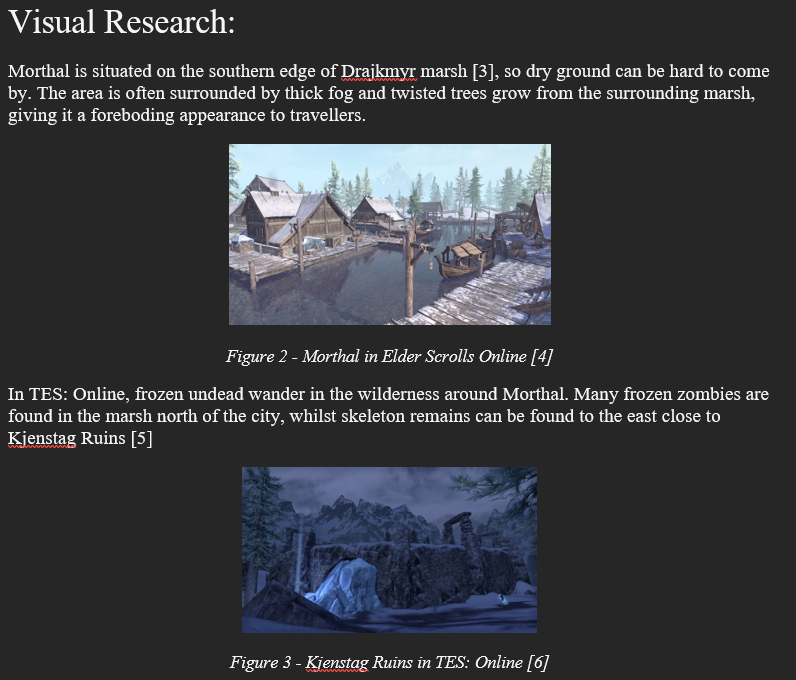 Visual Research:
Morthal is situated on the southern edge of Drajkmyr marsh [3], so dry ground can be hard to come
by. The area is often surrounded by thick fog and twisted trees grow from the surrounding marsh,
giving it a foreboding appearance to travellers.
Figure 2 - Morthal in Elder Scrolls Online [4]
In TES: Online, frozen undead wander in the wilderness around Morthal. Many frozen zombies are
found in the marsh north of the city, whilst skeleton remains can be found to the east close to
Kjenstag Ruins [5]
Figure 3 - Kjenstag Ruins in TES: Online [6]